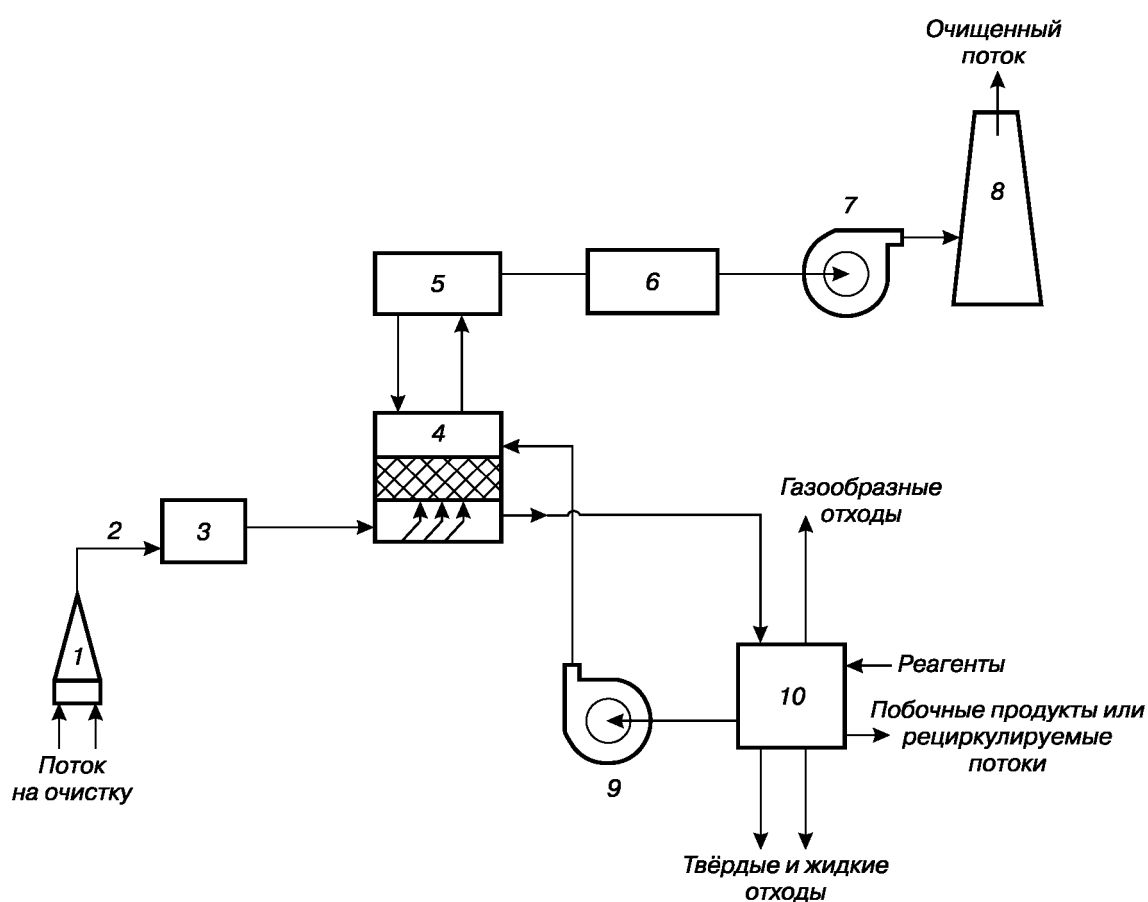 Очищенный
поток
7
8
5
6
4
Газообразные
отходы
2
3
1
Реагенты
10
Побочные продукты или
рециркулируемые
потоки
Поток
на очистку
9
Твёрдые и жидкие
отходы